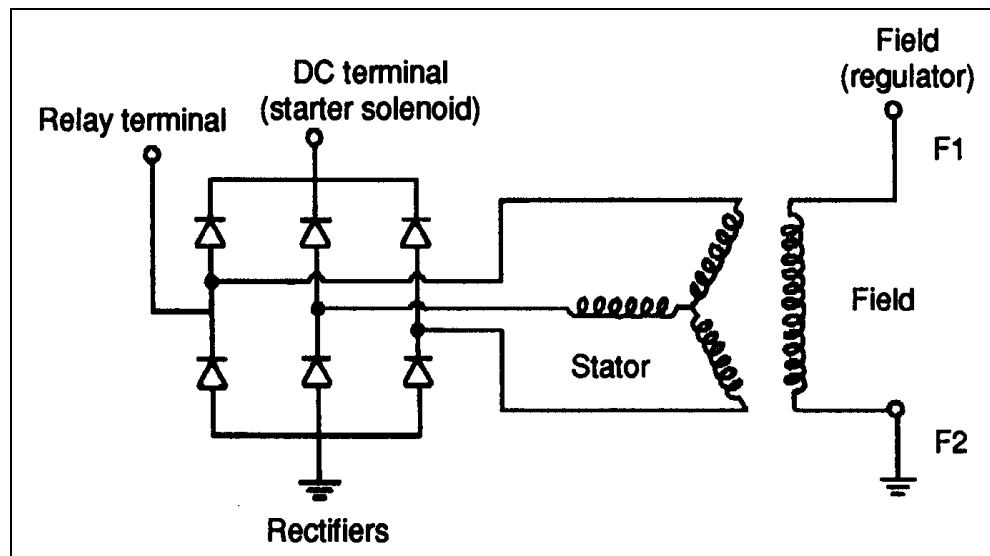 Field
(regulator)
DC terminal
(starter solenoid)
Relay terminal
F1
Field
Stator
F2
Rectifiers